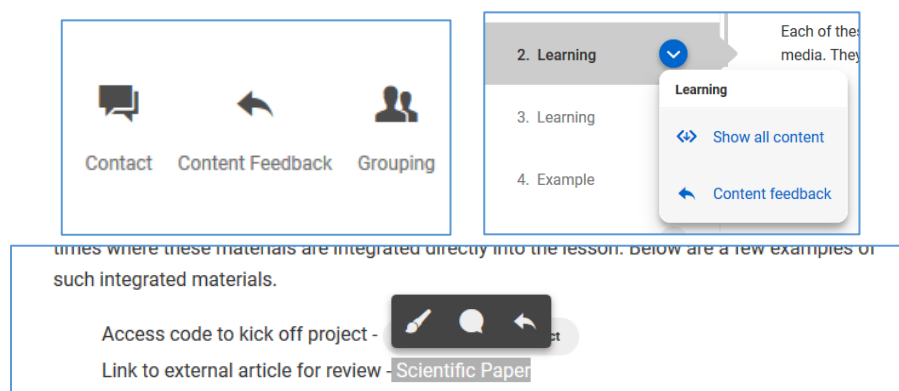 Contact Content Feedback Grouping
2. Learning
3. Learning
4. Example
Each of
media. They
Learning
Show all content
Content feedback
times where these materials are integrated directly into the lesson. Below are a few examples of
such integrated materials.
Access code to kick off project -
Link to external article for review - Scientific Paper